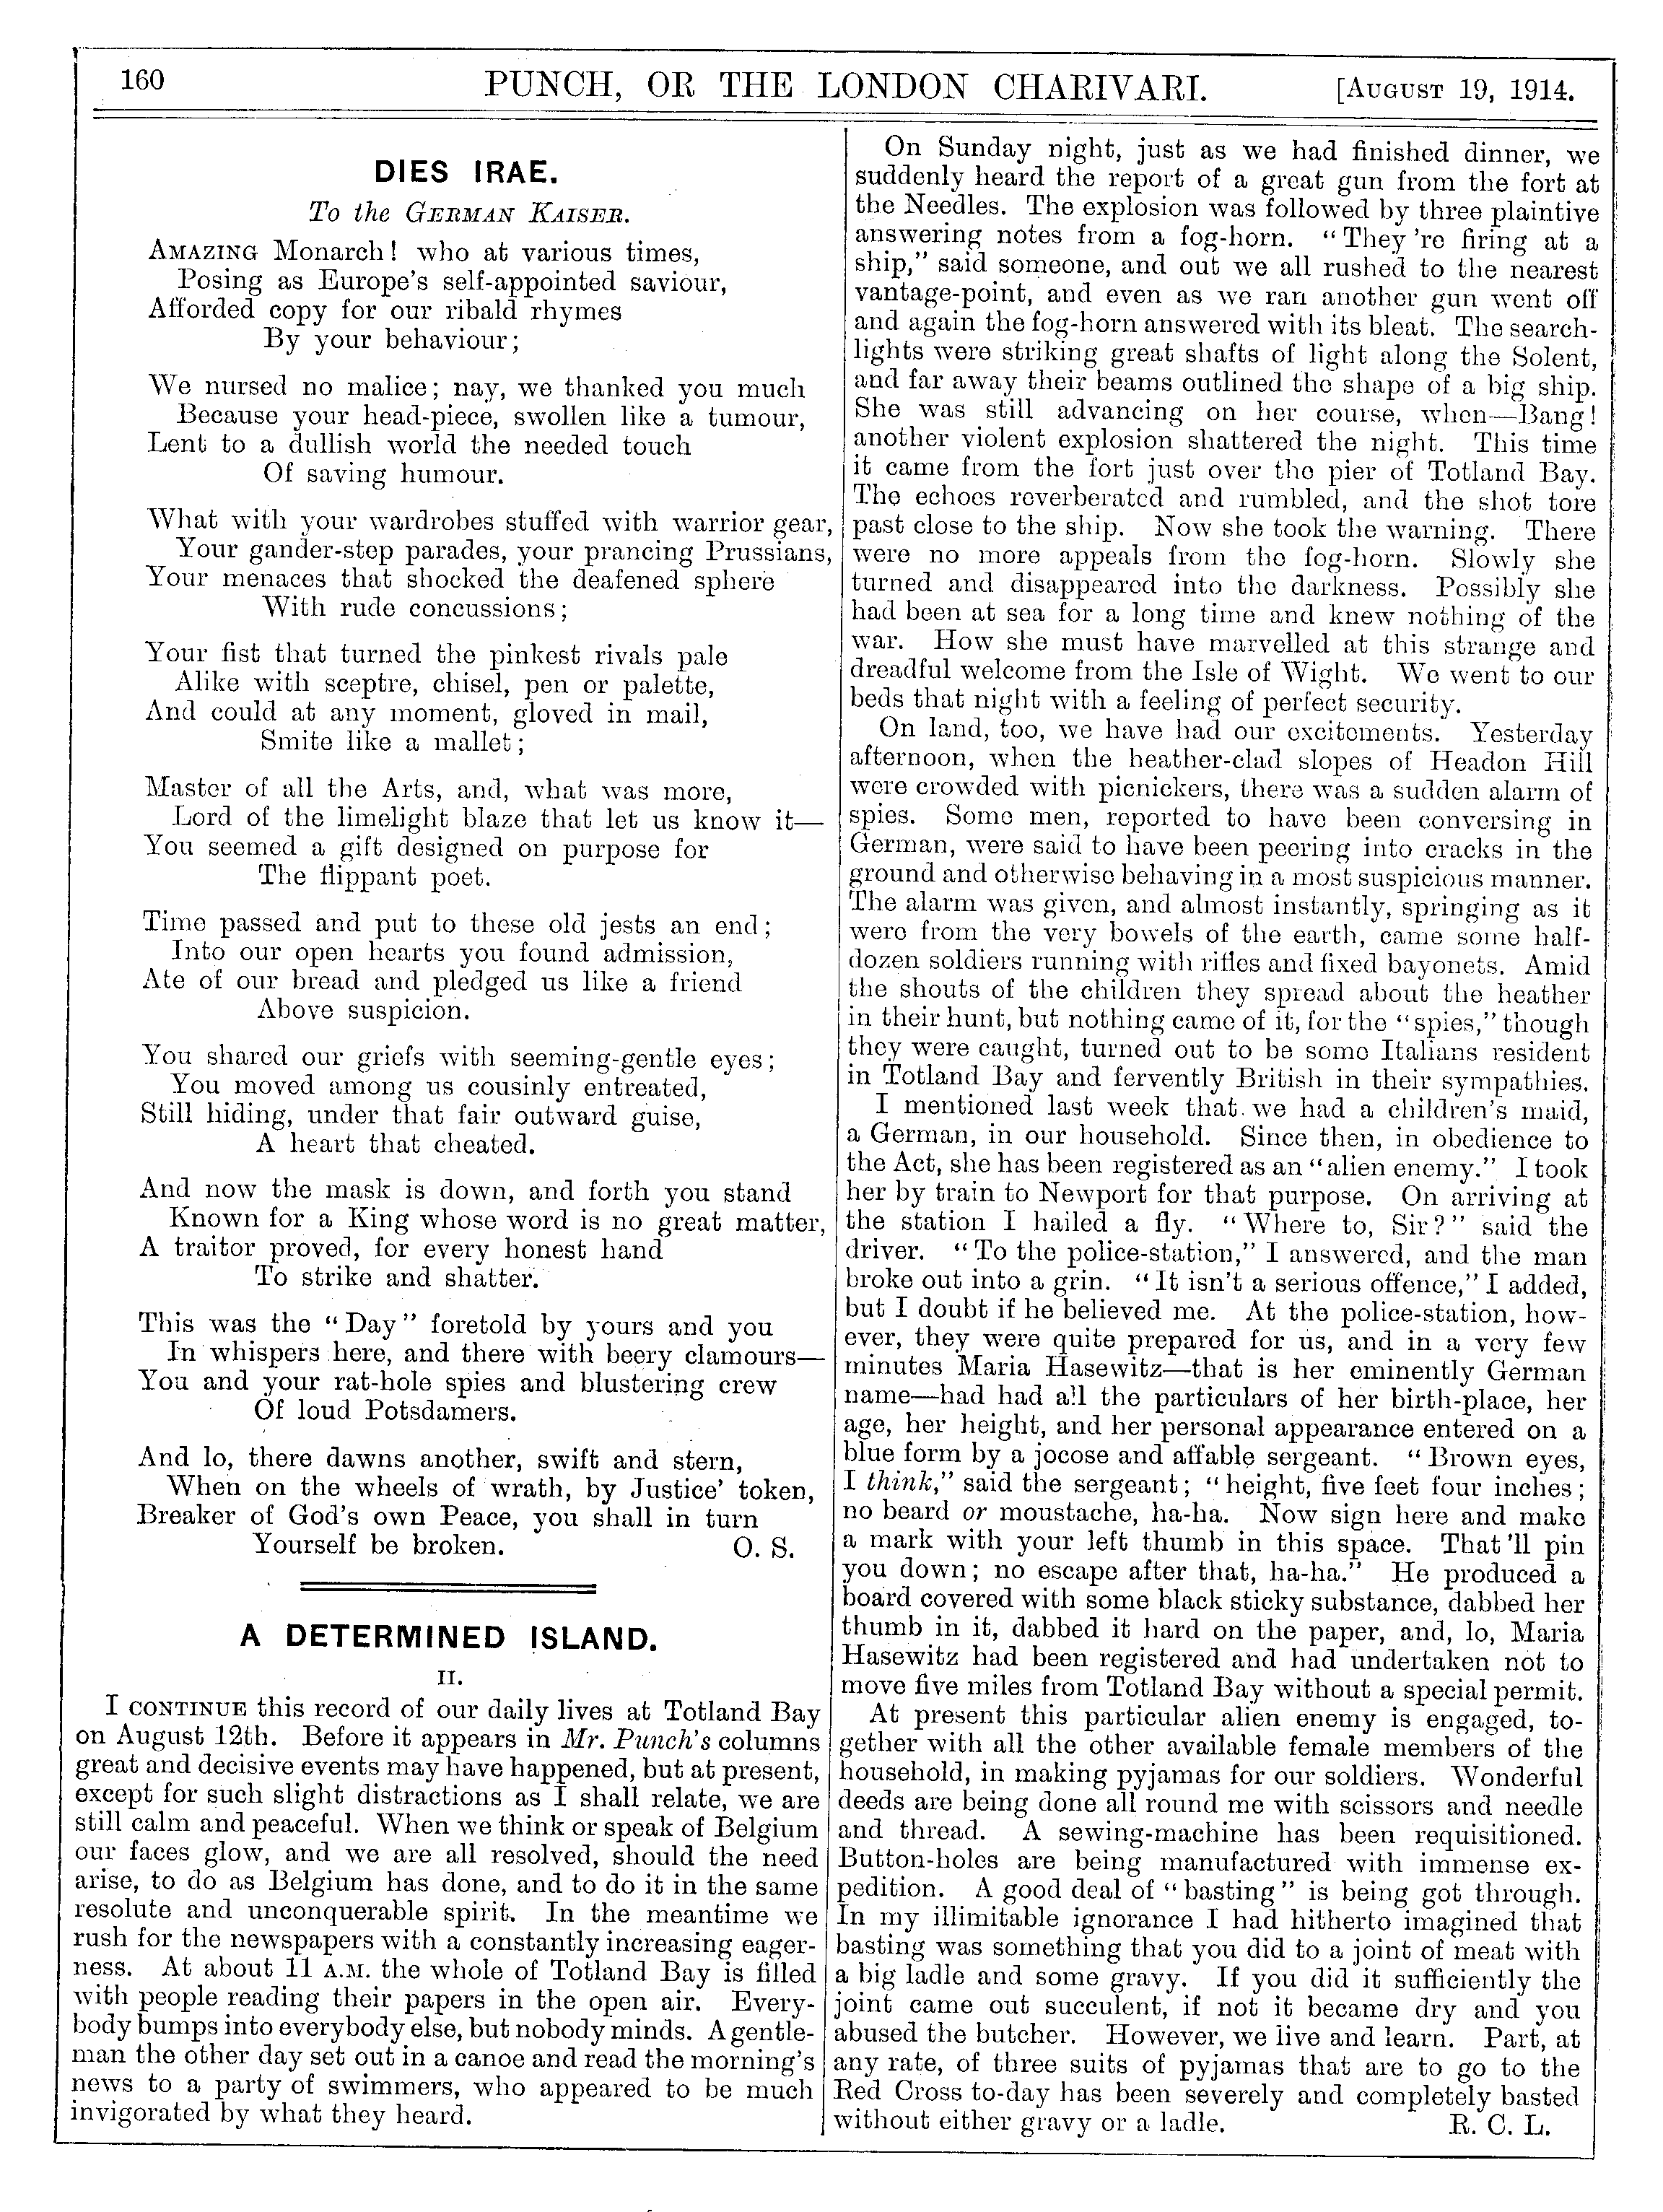 160 PUNCH, OR THE LONDON CHARIVARI. [AUGUST 19, 1914.
DIES IRAE.
To the GERMAN KAISER.
AMAZING Monarch! who at various times,
Posing as Europe's self-appointed saviour,
Afforded copy for our ribald rhymes
By your behaviour;
We nursed no malice; nay, we thanked you much
Because your head-piece, swollen like a tumour,
Lent to a dullish world the needed touch
Of saving humour.
What with your wardrobes stuffed with warrior gear,
Your gander-step parades, your prancing Prussians,
Your menaces that shocked the deafened sphere
With rude concussions;
Your fist that turned the pinkest rivals pale
Alike with sceptre, chisel, pen or palette,
And could at any moment, gloved in mail,
Smite like a mallet;
Master of all the Arts, and, what was more,
Lord of the limelight blaze that let us know it—
You seemed a gift designed on purpose for
The flippant poet.
Time passed and put to these old jests an end;
Into our open hearts you found admission,
Ate of our bread and pledged us like a friend
Above suspicion.
You shared our griefs with seeming-gentle eyes;
You moved among us cousinly entreated,
Still hiding, under that fair outward guise,
A heart that cheated.
And now the mask is down, and forth you stand
Known for a King whose word is no great matter,
A traitor proved, for every honest hand
To strike and shatter.
This was the "Day" foretold by yours and you
In whispers here, and there with beery clamours—
You and your rat-hole spies and blustering crew
Of loud Potsdamers.
And lo, there dawns another, swift and stern,
When on the wheels of wrath, by Justice' token,
Breaker of God's own Peace, you shall in turn
Yourself be broken. O. S.
A DETERMINED ISLAND.
II.
I CONTINUE this record of our daily lives at Totland Bay
on August 12th. Before it appears in Mr. Punch's columns
great and decisive events may have happened, but at present,
except for such slight distractions as I shall relate, we are
still calm and peaceful. When we think or speak of Belgium
our faces glow, and we are all resolved, should the need
arise, to do as Belgium has done, and to do it in the same
resolute and unconquerable spirit. In the meantime we
rush for the newspapers with a constantly increasing eager-
ness. At about 11 A.M. the whole of Totland Bay is filled
with people reading their papers in the open air. Every-
body bumps into everybody else, but nobody minds. A gentle-
man the other day set out in a canoe and read the morning's
news to a party of swimmers, who appeared to be much
invigorated by what they heard.
On Sunday night, just as we had finished dinner, we
suddenly heard the report of a great gun from the fort at
the Needles. The explosion was followed by three plaintive
answering notes from a fog-horn. "They're firing at a
ship," said someone, and out we all rushed to the nearest
vantage-point, and even as we ran another gun went off
and again the fog-horn answered with its bleat. The search-
lights were striking great shafts of light along the Solent,
and far away their beams outlined the shape of a big ship.
She was still advancing on her course, when—Bang!
another violent explosion shattered the night. This time
it came from the fort just over the pier of Totland Bay.
The echoes reverberated and rumbled, and the shot tore
past close to the ship. Now she took the warning. There
were no more appeals from the fog-horn. Slowly she
turned and disappeared into the darkness. Possibly she
had been at sea for a long time and knew nothing of the
war. How she must have marvelled at this strange and
dreadful welcome from the Isle of Wight. We went to our
beds that night with a feeling of perfect security.
On land, too, we have had our excitements. Yesterday
afternoon, when the heather-clad slopes of Headon Hill
were crowded with picnickers, there was a sudden alarm of
spies. Some men, reported to have been conversing in
German, were said to have been peering into cracks in the
ground and otherwise behaving in a most suspicious manner.
The alarm was given, and almost instantly, springing as it
were from the very bowels of the earth, came some half-
dozen soldiers running with rifles and fixed bayonets. Amid
the shouts of the children they spread about the heather
in their hunt, but nothing came of it, for the "spies," though
they were caught, turned out to be some Italians resident
in Totland Bay and fervently British in their sympathies.
I mentioned last week that we had a children's maid,
a German, in our household. Since then, in obedience to
the Act, she has been registered as an "alien enemy." I took
her by train to Newport for that purpose. On arriving at
the station I hailed a fly. "Where to, Sir?" said the
driver. "To the police-station," I answered, and the man
broke out into a grin. "It isn't a serious offence," I added,
but I doubt if he believed me. At the police-station, how-
ever, they were quite prepared for us, and in a very few
minutes Maria Hasewitz—that is her eminently German
name—had had all the particulars of her birth-place, her
age, her height, and her personal appearance entered on a
blue form by a jocose and affable sergeant. "Brown eyes,
I think," said the sergeant; "height, five feet four inches;
no beard or moustache, ha-ha. Now sign here and make
a mark with your left thumb in this space. That'll pin
you down; no escape after that, ha-ha." He produced a
board covered with some black sticky substance, dabbed her
thumb in it, dabbed it hard on the paper, and, lo, Maria
Hasewitz had been registered and had undertaken not to
move five miles from Totland Bay without a special permit.
At present this particular alien enemy is engaged, to-
gether with all the other available female members of the
household, in making pyjamas for our soldiers. Wonderful
deeds are being done all round me with scissors and needle
and thread. A sewing-machine has been requisitioned.
Button-holes are being manufactured with immense ex-
pedition. A good deal of "basting" is being got through.
In my illimitable ignorance I had hitherto imagined that
basting was something that you did to a joint of meat with
a big ladle and some gravy. If you did it sufficiently the
joint came out succulent, if not it became dry and you
abused the butcher. However, we live and learn. Part, at
any rate, of three suits of pyjamas that are to go to the
Red Cross to-day has been severely and completely basted
without either gravy or a ladle. R. C. L.